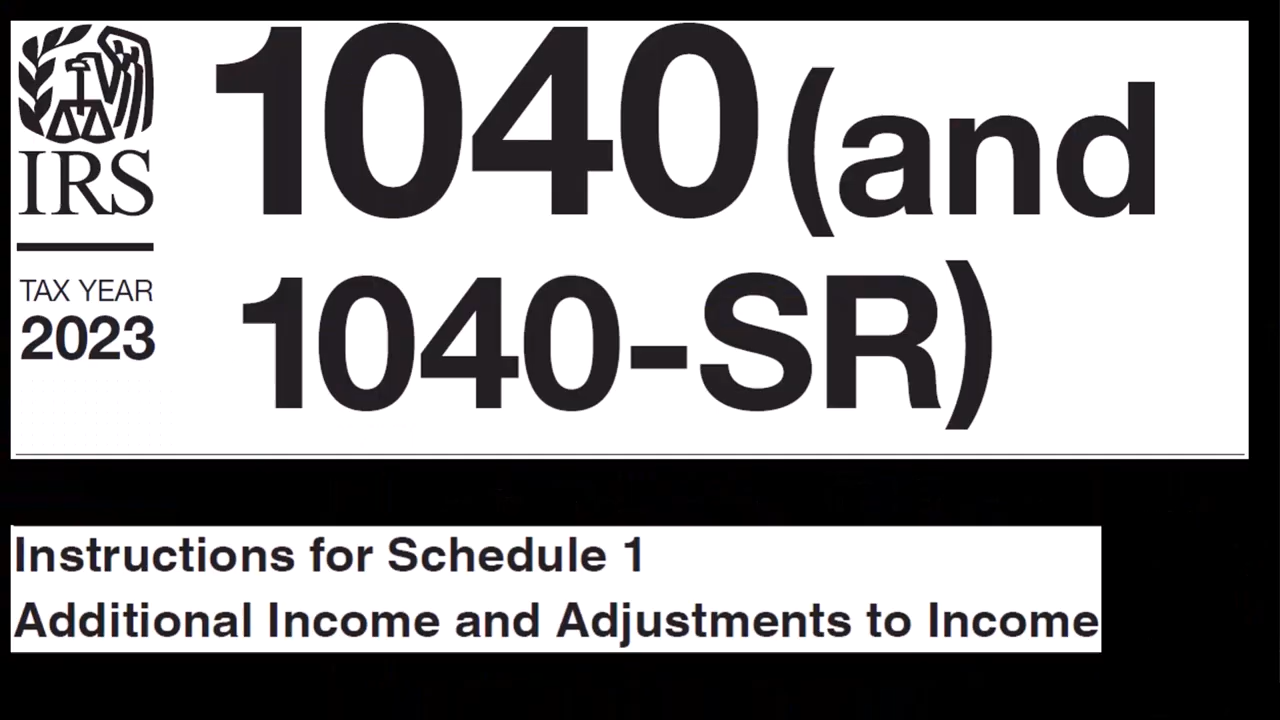 IRS
TAX YEAR
2023
1040 (and
1040-SR)
Instructions for Schedule 1
Additional Income and Adjustments to Income